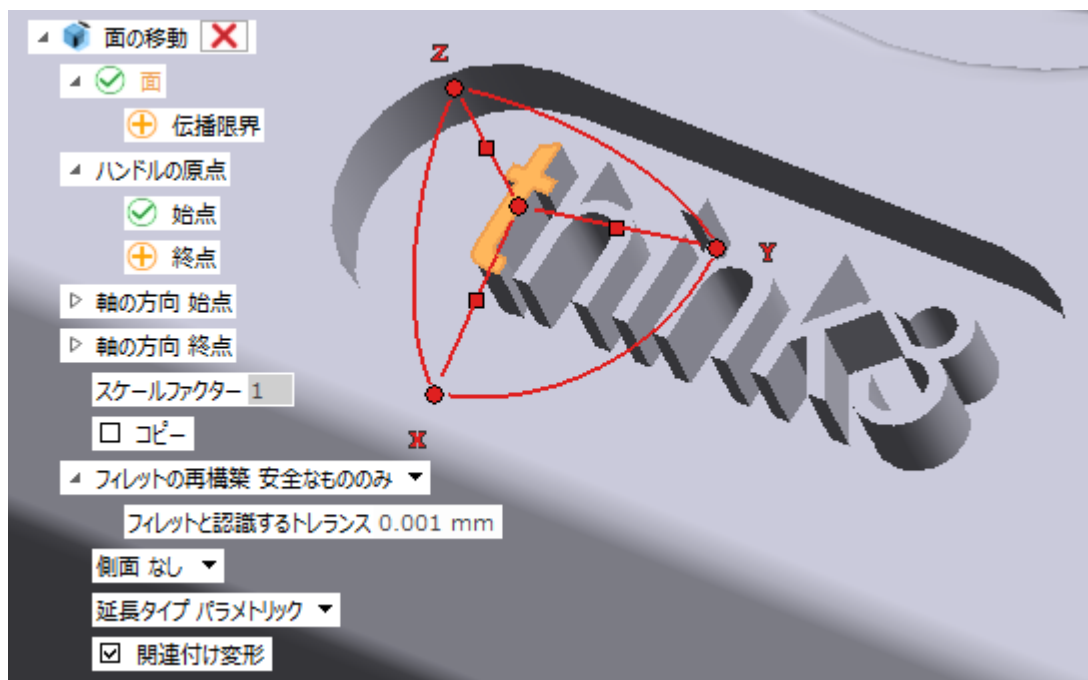 面の移動
面
伝播限界
ハンドルの原点
始点
終点
軸の方向 始点
軸の方向 終点
スケールファクター 1
コピー
フィレットの再構築 安全なもののみ
フィレットと認識するトレランス 0.001 mm
側面 なし
延長タイプ パラメトリック
関連付け変形
Z
Y
X
think3